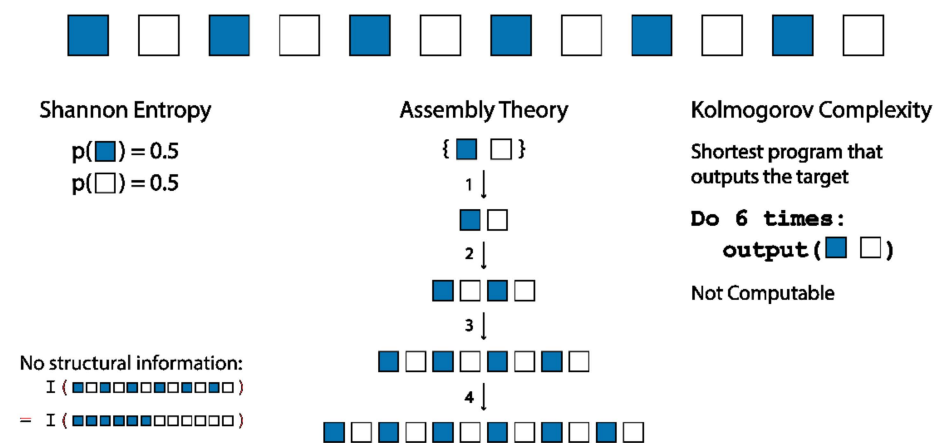 Shannon Entropy
p(■) = 0.5
p(□) = 0.5
No structural information:
I (■□■□■□■□■□■□)
= I (■■■■■■□□□□□□)
Assembly Theory
{■ □}
1
2
3
4
Kolmogorov Complexity
Shortest program that
outputs the target
Do 6 times:
output(■ □)
Not Computable